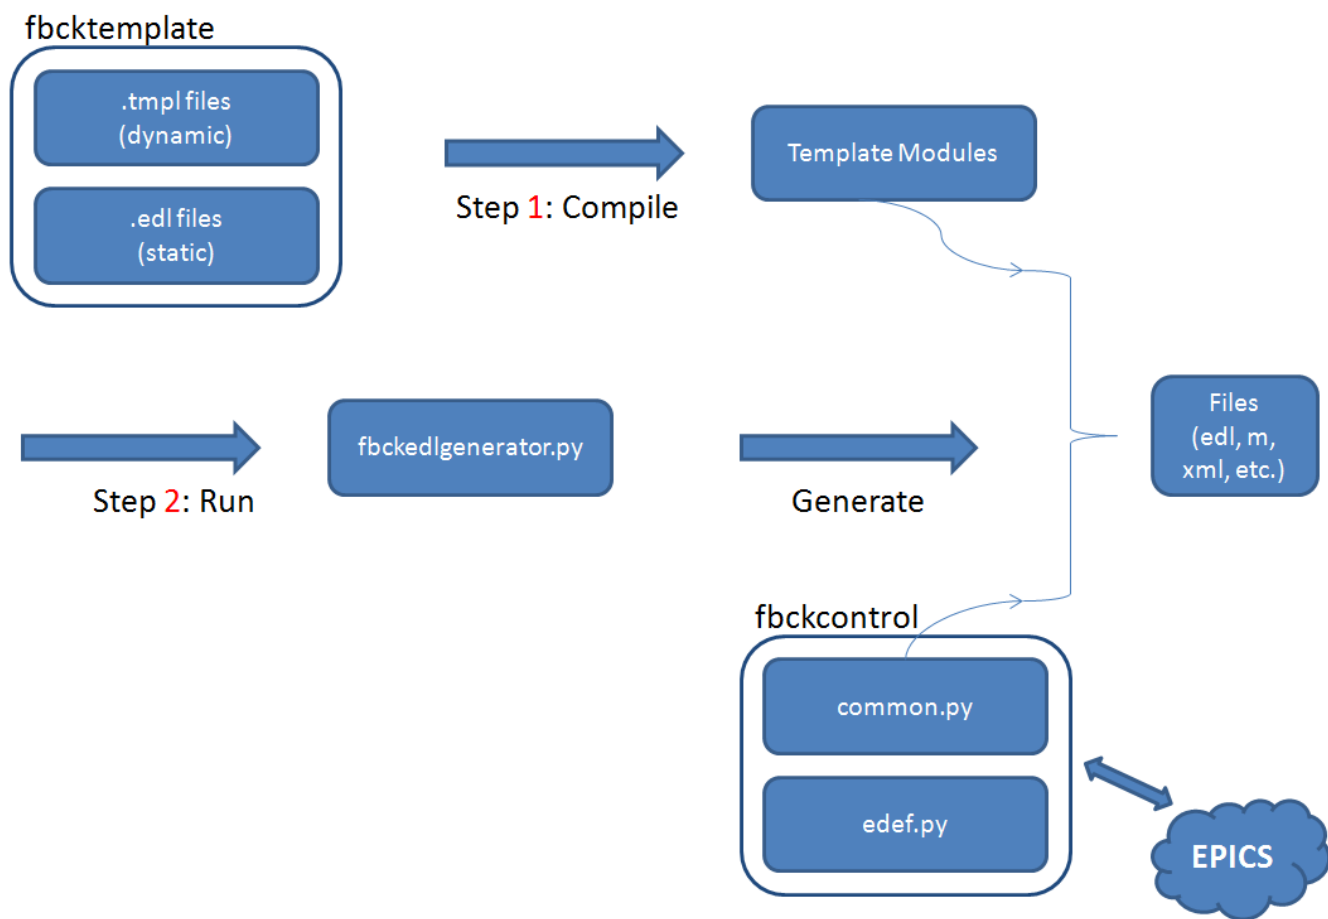 fbcktemplate
.tmpl files
(dynamic)
.edl files
(static)
Step 1: Compile
Template Modules
Step 2: Run
fbckedlgenerator.py
Generate
Files
(edl, m,
xml, etc.)
fbckcontrol
common.py
edef.py
EPICS